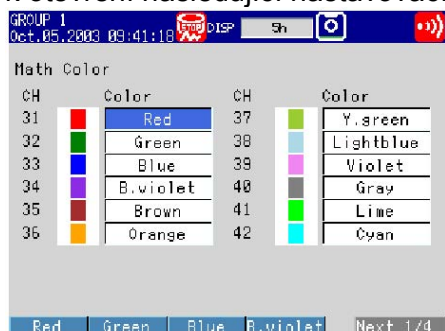 GROUP 1
Oct.05.2003 09:41:18 STOP DISP 5h
Math Color
CH Color CH Color
31 Red 37 Y.green
32 Green 38 Lightblue
33 Blue 39 Violet
34 B.violet 40 Gray
35 Brown 41 Lime
36 Orange 42 Cyan
Red Green Blue B.violet Next 1/4